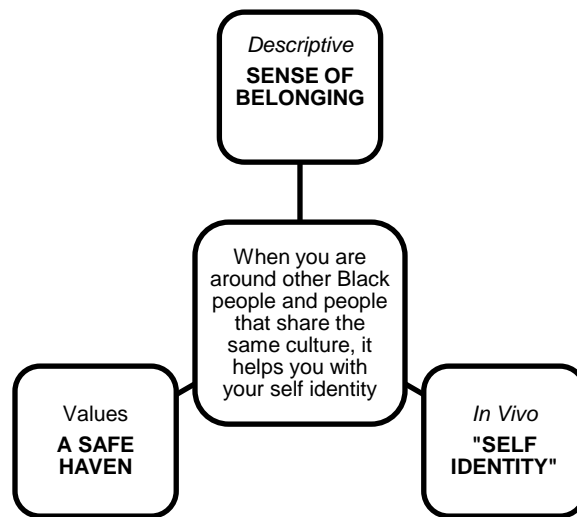 Descriptive
SENSE OF
BELONGING
When you are
around other Black
people and people
that share the
same culture, it
helps you with
your self identity
Values
A SAFE
HAVEN
In Vivo
"SELF
IDENTITY"